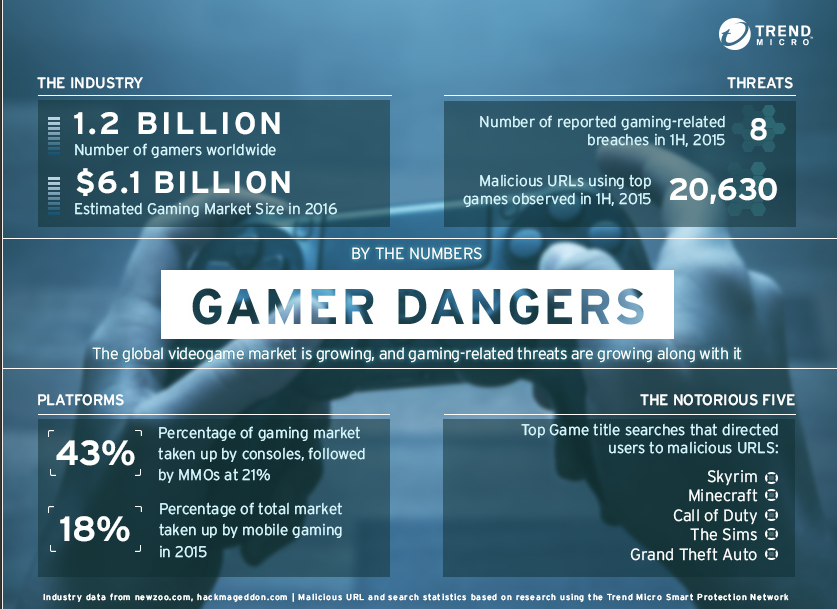 TREND
MICRO
THE INDUSTRY
1.2 BILLION
Number of gamers worldwide
$6.1 BILLION
Estimated Gaming Market Size in 2016
THREATS
Number of reported gaming-related
breaches in 1H, 2015
8
Malicious URLs using top
games observed in 1H, 2015
20,630
BY THE NUMBERS
GAMER DANGERS
The global videogame market is growing, and gaming-related threats are growing along with it
PLATFORMS
43%
Percentage of gaming market
taken up by consoles, followed
by MMOs at 21%
18%
Percentage of total market
taken up by mobile gaming
in 2015
THE NOTORIOUS FIVE
Top Game title searches that directed
users to malicious URLS:
Skyrim
Minecraft
Call of Duty
The Sims
Grand Theft Auto
Industry data from newzoo.com, hackmageddon.com | Malicious URL and search statistics based on research using the Trend Micro Smart Protection Network